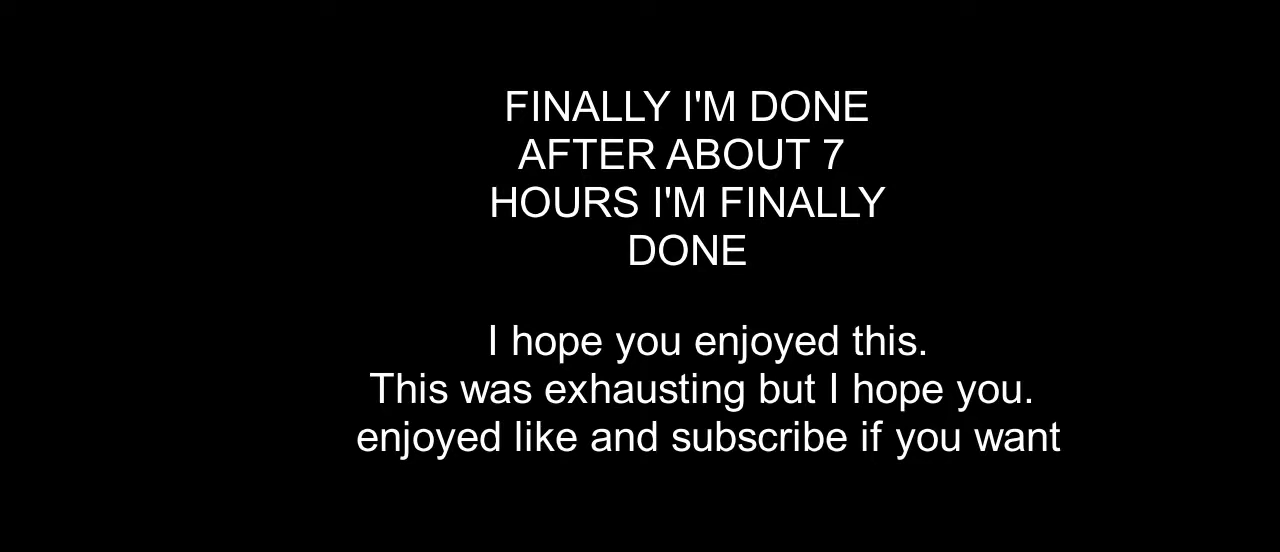 FINALLY I'M DONE
AFTER ABOUT 7
HOURS I'M FINALLY
DONE
I hope you enjoyed this.
This was exhausting but I hope you.
enjoyed like and subscribe if you want